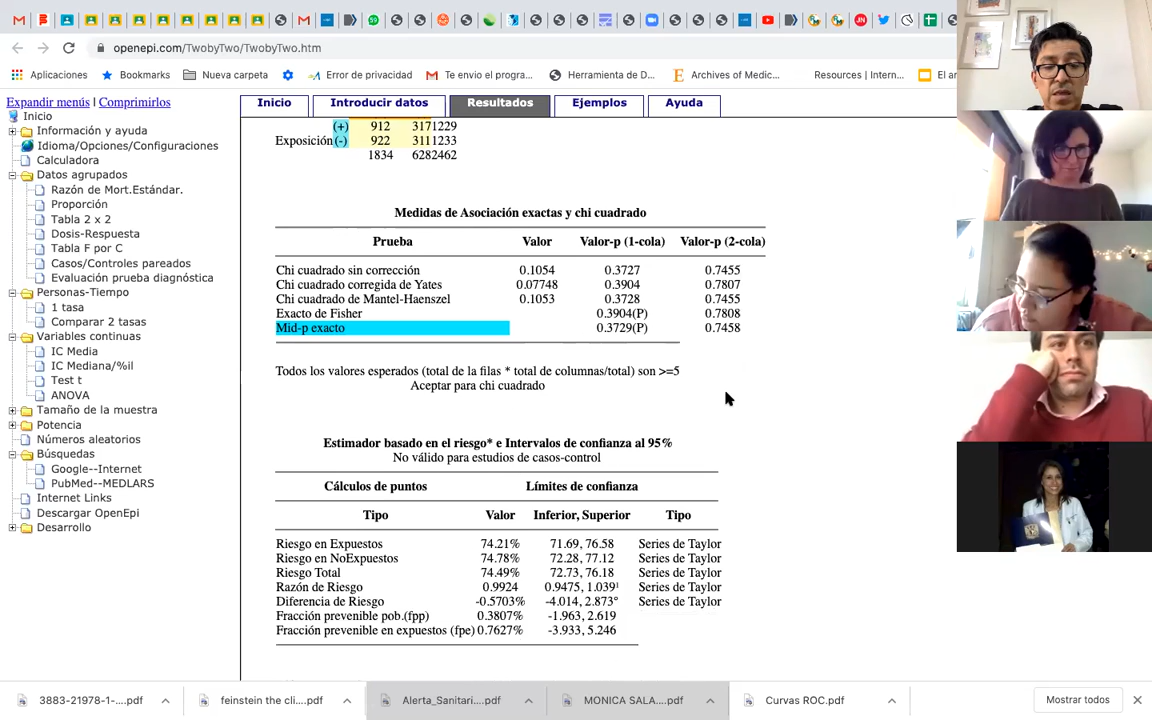 openepi.com/TwobyTwo/TwobyTwo.htm
Aplicaciones Bookmarks Nueva carpeta Error de privacidad Te envio el progra... Herramienta de D... Archives of Medic... Resources | Intern... El ar
Expandir menús | Comprimirlos
Inicio
Información y ayuda
Idioma/Opciones/Configuraciones
Calculadora
Datos agrupados
Razón de Mort.Estándar.
Proporción
Tabla 2 x 2
Dosis-Respuesta
Tabla F por C
Casos/Controles pareados
Evaluación prueba diagnóstica
Personas-Tiempo
1 tasa
Comparar 2 tasas
Variables continuas
IC Media
IC Mediana/%il
Test t
ANOVA
Tamaño de la muestra
Potencia
Números aleatorios
Búsquedas
Google--Internet
PubMed--MEDLARS
Internet Links
Descargar OpenEpi
Desarrollo
Inicio Introducir datos Resultados Ejemplos Ayuda
(+) 912 3171229
Exposición (-) 922 3111233
1834 6282462
Medidas de Asociación exactas y chi cuadrado
Prueba Valor Valor-p (1-cola) Valor-p (2-cola)
Chi cuadrado sin corrección 0.1054 0.3727 0.7455
Chi cuadrado corregida de Yates 0.07748 0.3904 0.7807
Chi cuadrado de Mantel-Haenszel 0.1053 0.3728 0.7455
Exacto de Fisher 0.3904(P) 0.7808
Mid-p exacto 0.3729(P) 0.7458
Todos los valores esperados (total de la filas * total de columnas/total) son >=5
Aceptar para chi cuadrado
Estimador basado en el riesgo* e Intervalos de confianza al 95%
No válido para estudios de casos-control
Cálculos de puntos Límites de confianza
Tipo Valor Inferior, Superior Tipo
Riesgo en Expuestos 74.21% 71.69, 76.58 Series de Taylor
Riesgo en NoExpuestos 74.78% 72.28, 77.12 Series de Taylor
Riesgo Total 74.49% 72.73, 76.18 Series de Taylor
Razón de Riesgo 0.9924 0.9475, 1.039¹ Series de Taylor
Diferencia de Riesgo -0.5703% -4.014, 2.873° Series de Taylor
Fracción prevenible pob.(fpp) 0.3807% -1.963, 2.619
Fracción prevenible en expuestos (fpe) 0.7627% -3.933, 5.246
3883-21978-1-....pdf feinstein the cli....pdf Alerta_Sanitari....pdf MONICA SALA....pdf Curvas ROC.pdf Mostrar todos